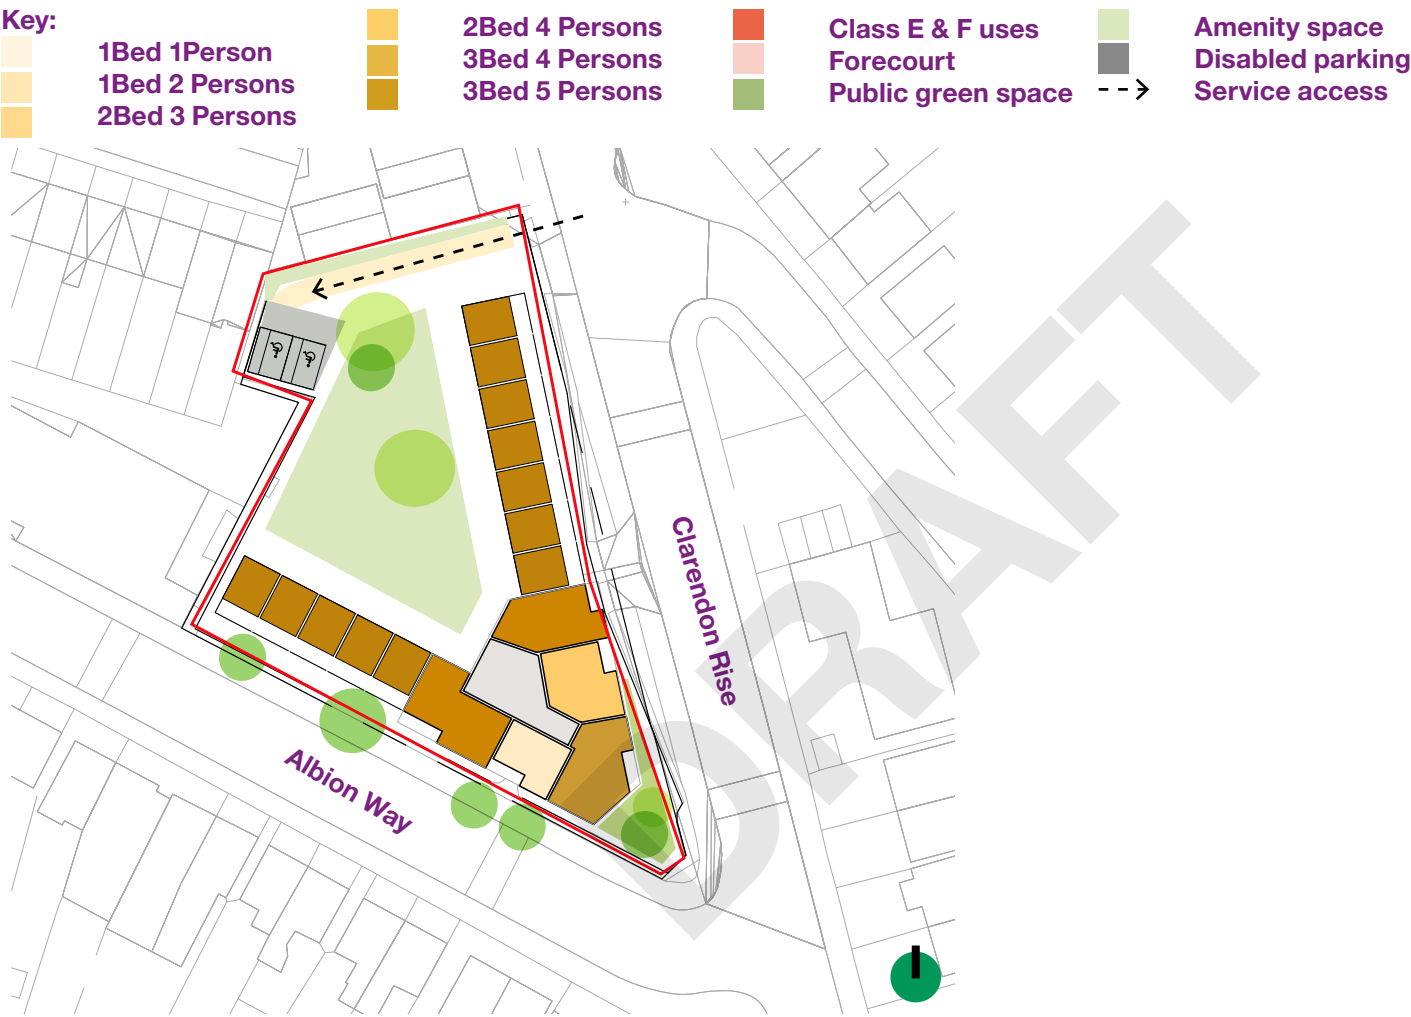 Key:
1Bed 1Person
1Bed 2 Persons
2Bed 3 Persons
2Bed 4 Persons
3Bed 4 Persons
3Bed 5 Persons
Class E & F uses
Forecourt
Public green space
Amenity space
Disabled parking
Service access
Clarendon Rise
Albion Way
DRAFT